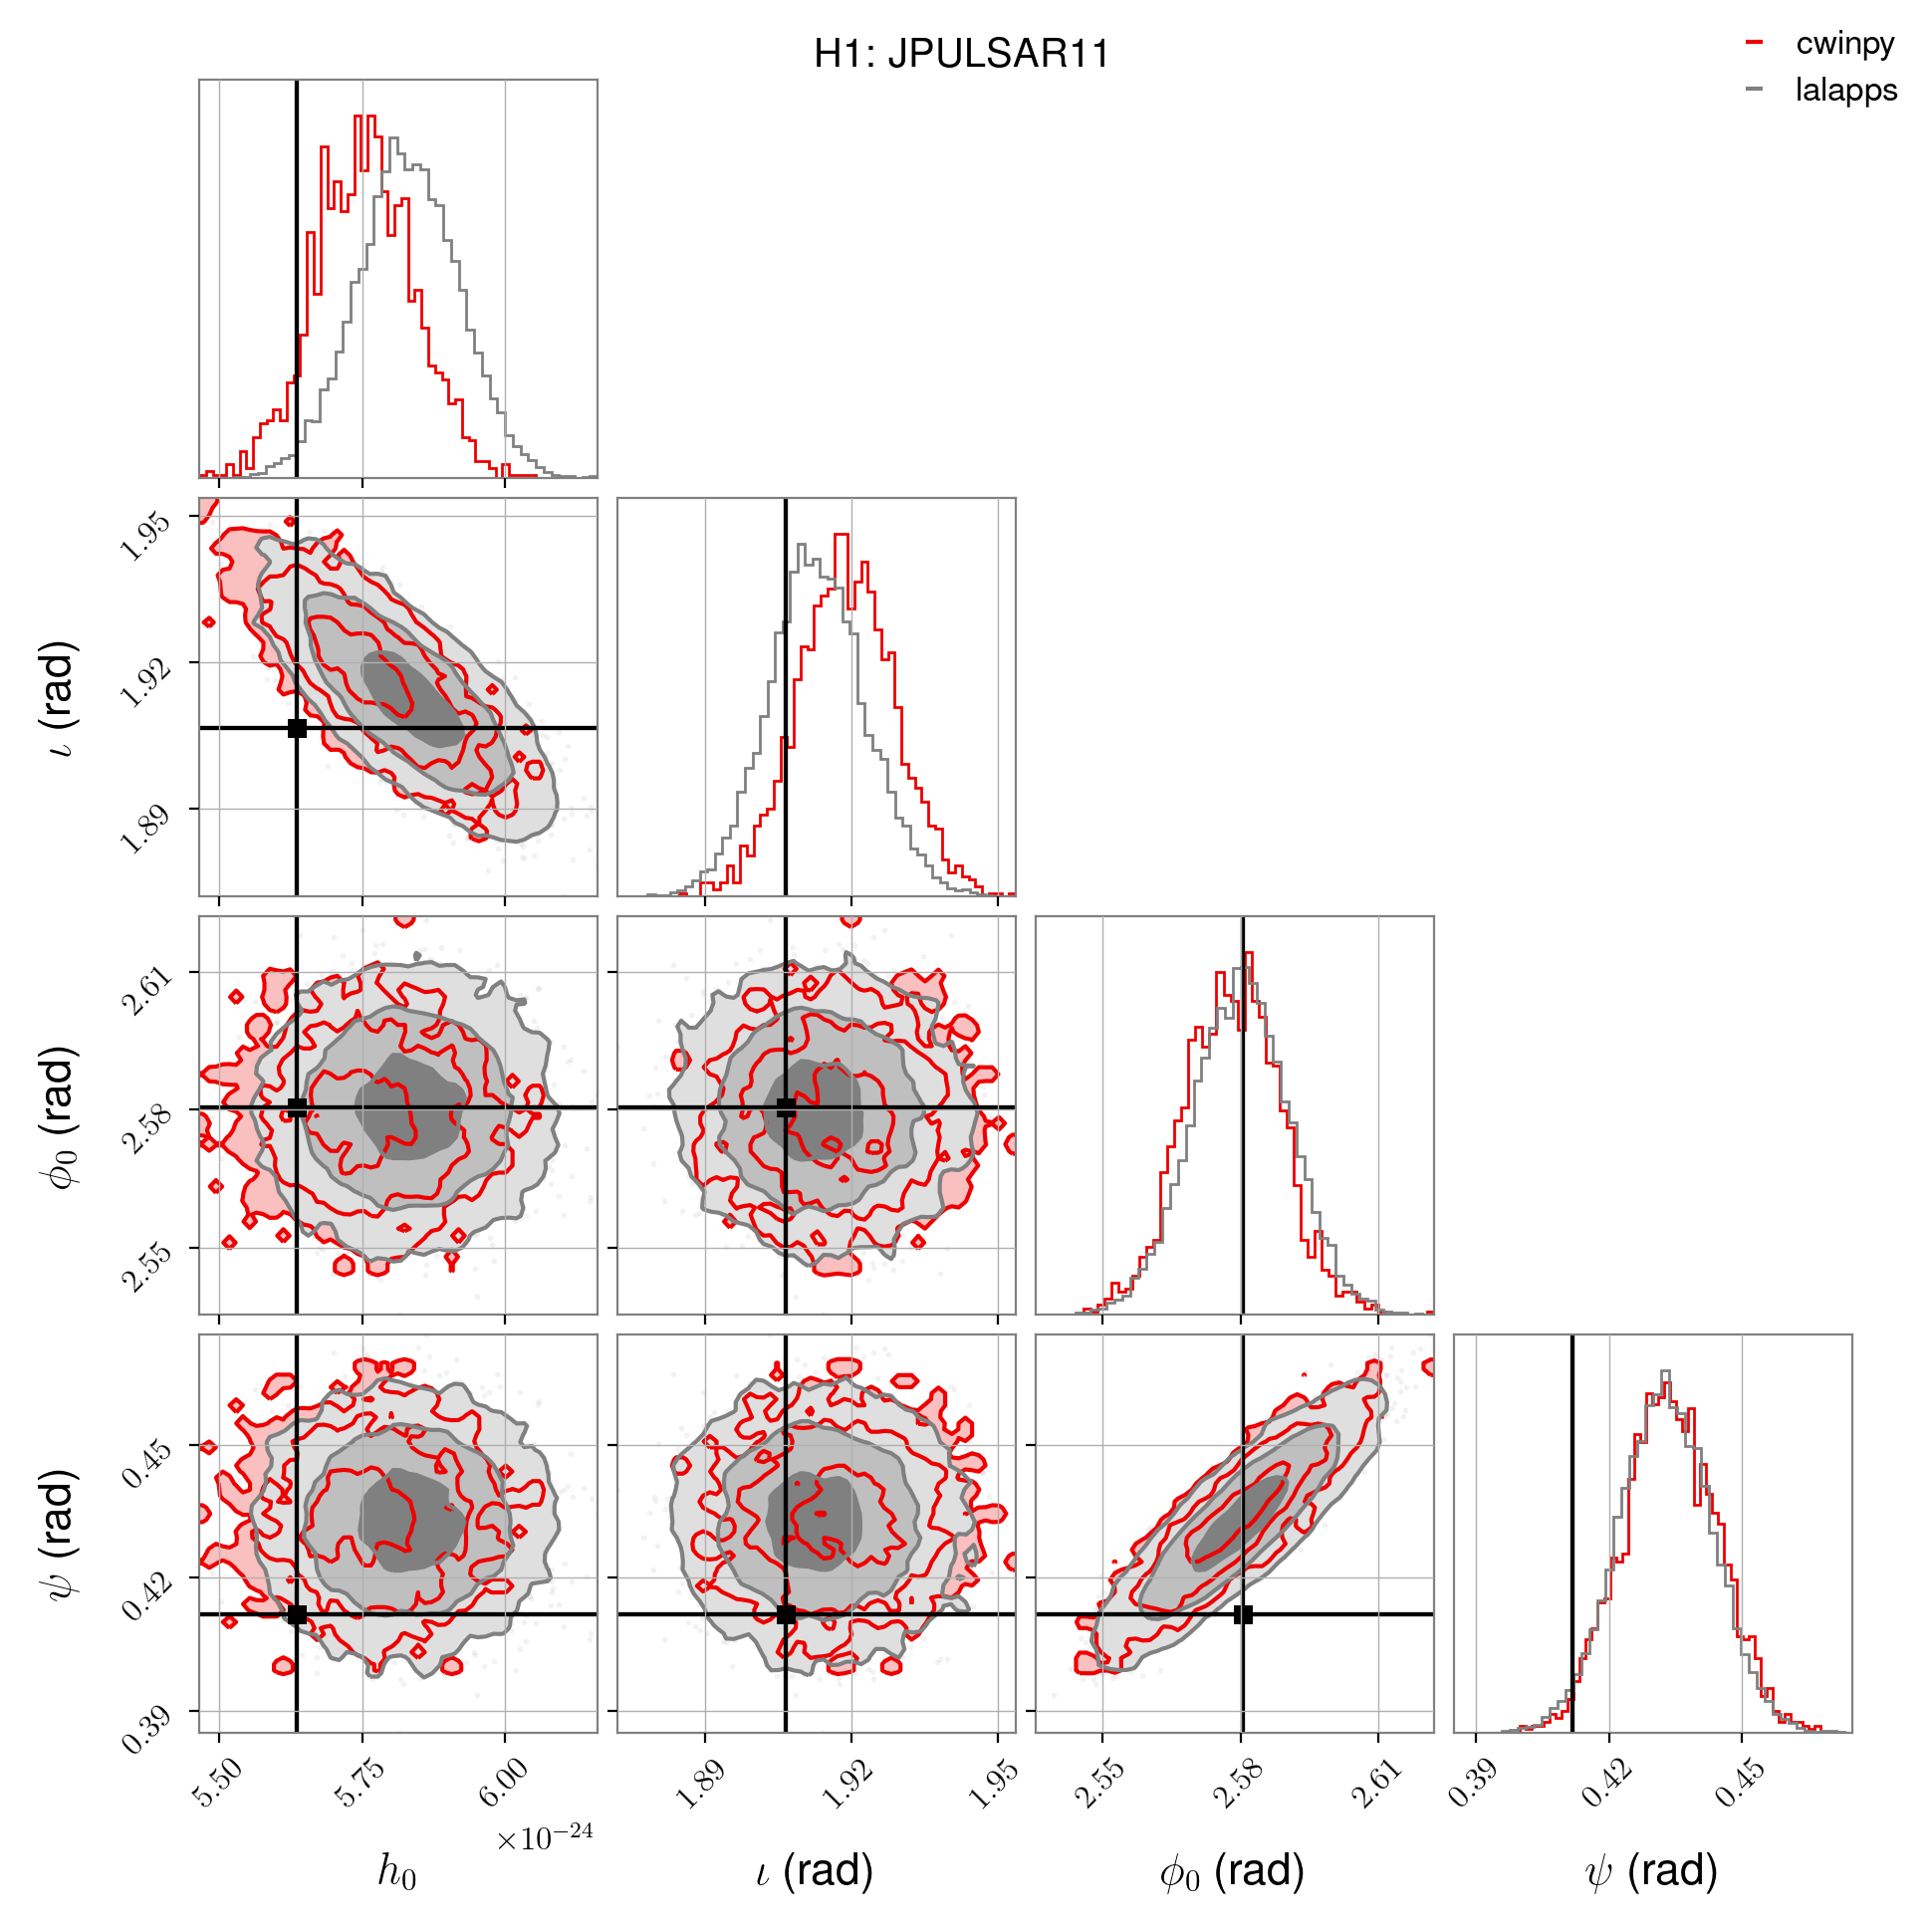 H1: JPULSAR11
cwinpy
lalapps
1.95
1.92
1.89
ι (rad)
2.61
2.58
2.55
ϕ₀ (rad)
0.45
0.42
0.39
ψ (rad)
5.50 5.75 6.00
1.89 1.92 1.95
2.55 2.58 2.61
0.39 0.42 0.45
×10⁻²⁴
h₀
ι (rad)
ϕ₀ (rad)
ψ (rad)